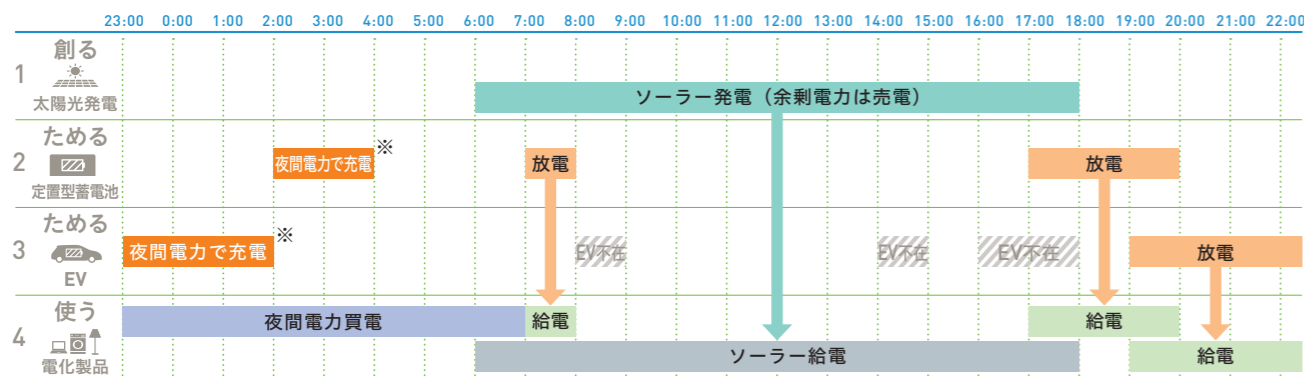 23:00 0:00 1:00 2:00 3:00 4:00 5:00 6:00 7:00 8:00 9:00 10:00 11:00 12:00 13:00 14:00 15:00 16:00 17:00 18:00 19:00 20:00 21:00 22:00
1
創る
太陽光発電
ソーラー発電（余剰電力は売電）
2
ためる
定置型蓄電池
夜間電力で充電
※
放電
放電
3
ためる
EV
夜間電力で充電
※
EV不在
EV不在
EV不在
放電
4
使う
電化製品
夜間電力買電
給電
給電
ソーラー給電
給電